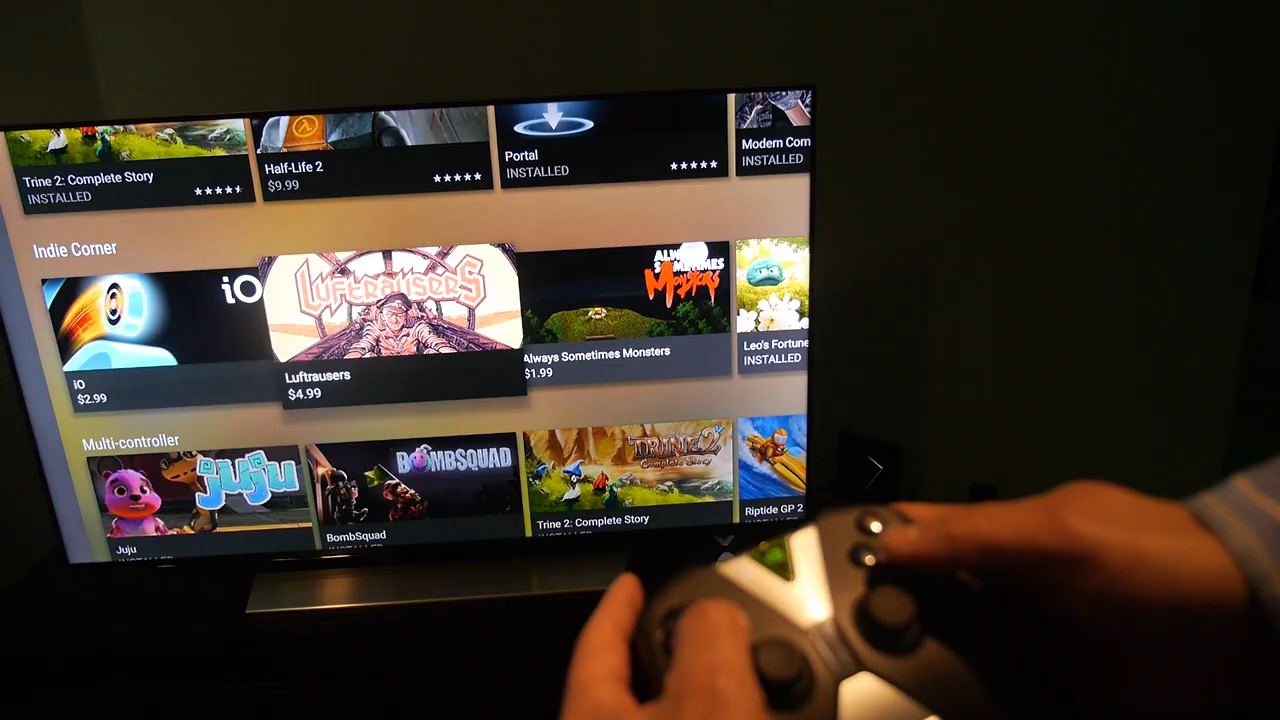 Trine 2: Complete Story
INSTALLED
Half-Life 2
$9.99
Portal
INSTALLED
Modern Com
INSTALLED
Indie Corner
iO
iO
$2.99
LUFTRAUSERS
Luftrausers
$4.99
ALWAYS
SOMETIMES
MONSTERS
Always Sometimes Monsters
$1.99
Leo's Fortune
INSTALLED
Multi-controller
juju
Juju
BOMBSQUAD
BombSquad
TRINE 2
Complete Story
Trine 2: Complete Story
Riptide GP 2
INSTALLED